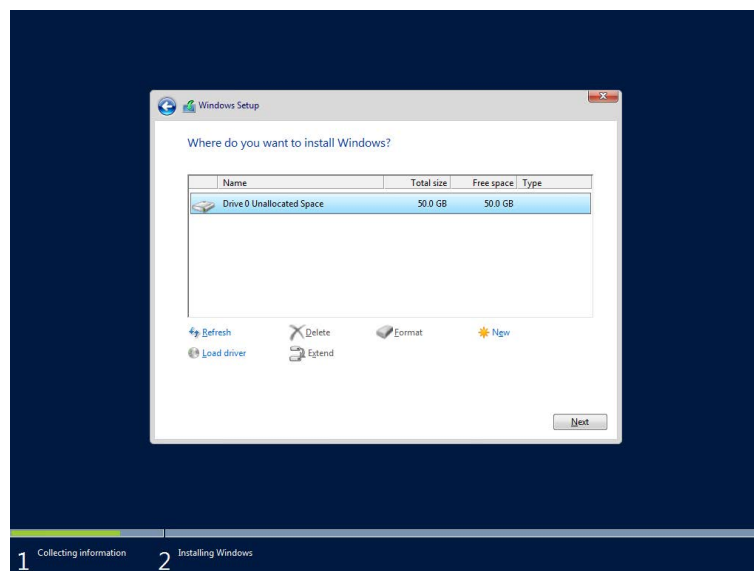 Windows Setup
Where do you want to install Windows?
Name Total size Free space Type
Drive 0 Unallocated Space 50.0 GB 50.0 GB
Refresh Delete Format New
Load driver Extend
Next
1 Collecting information 2 Installing Windows